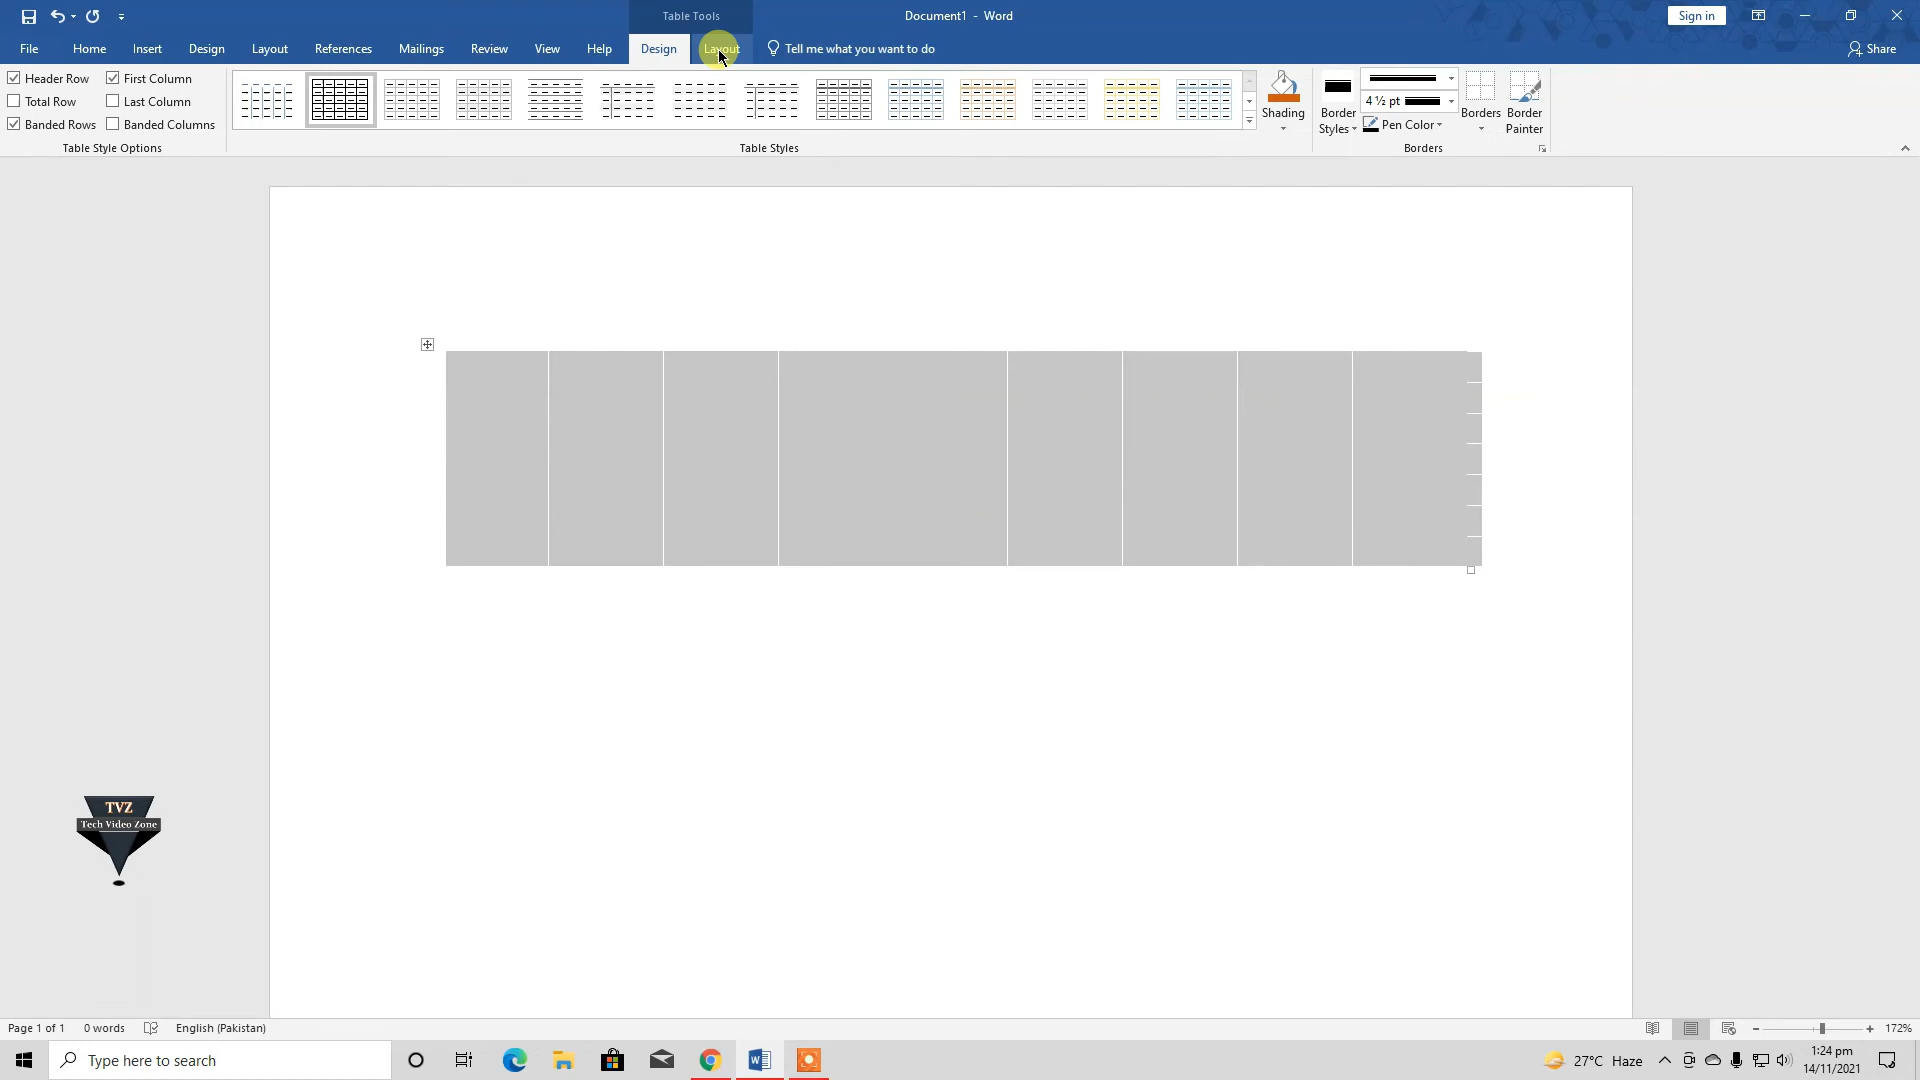 Table Tools
Document1 - Word
Sign in
File Home Insert Design Layout References Mailings Review View Help Design Layout Tell me what you want to do Share
Header Row First Column
Total Row Last Column
Banded Rows Banded Columns
Table Style Options
Table Styles
Shading
Border Styles
4 ½ pt
Pen Color
Borders
Border Painter
Borders
TVZ
Tech Video Zone
Page 1 of 1 0 words English (Pakistan) 172%
Type here to search
27°C Haze
1:24 pm
14/11/2021